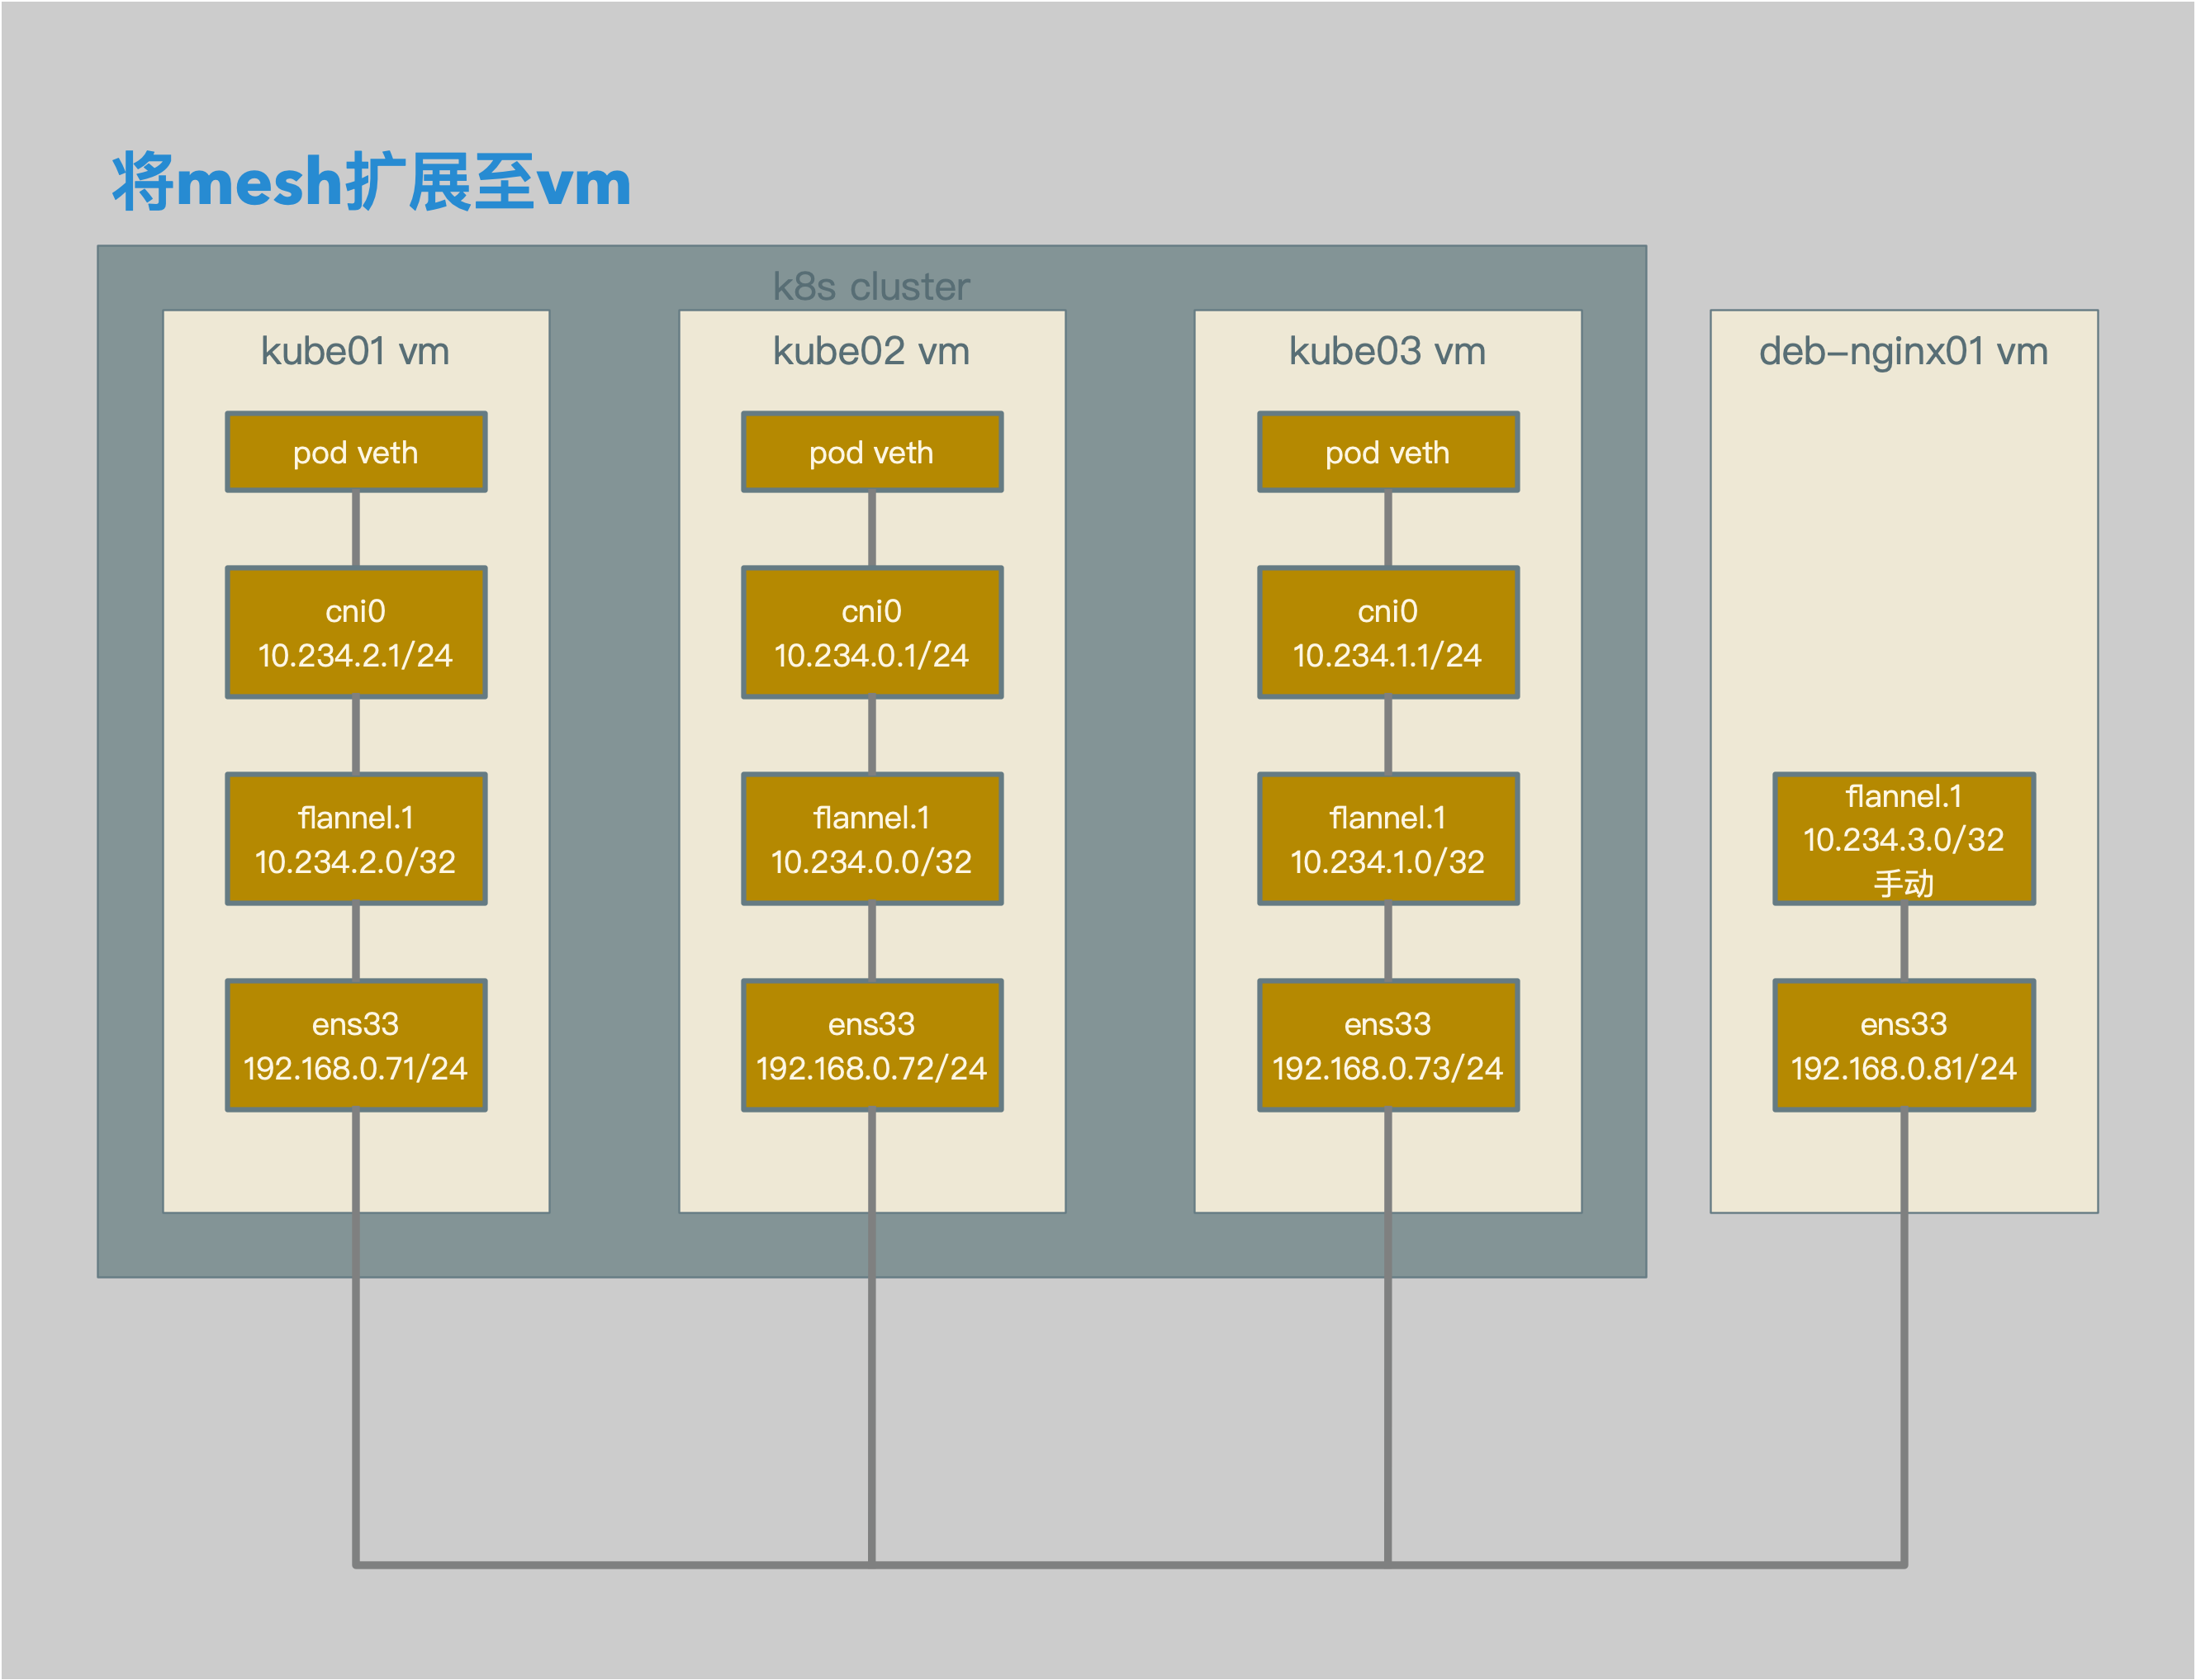 将mesh扩展至vm
k8s cluster
kube01 vm
pod veth
cni0
10.234.2.1/24
flannel.1
10.234.2.0/32
ens33
192.168.0.71/24
kube02 vm
pod veth
cni0
10.234.0.1/24
flannel.1
10.234.0.0/32
ens33
192.168.0.72/24
kube03 vm
pod veth
cni0
10.234.1.1/24
flannel.1
10.234.1.0/32
ens33
192.168.0.73/24
deb-nginx01 vm
flannel.1
10.234.3.0/32
手动
ens33
192.168.0.81/24